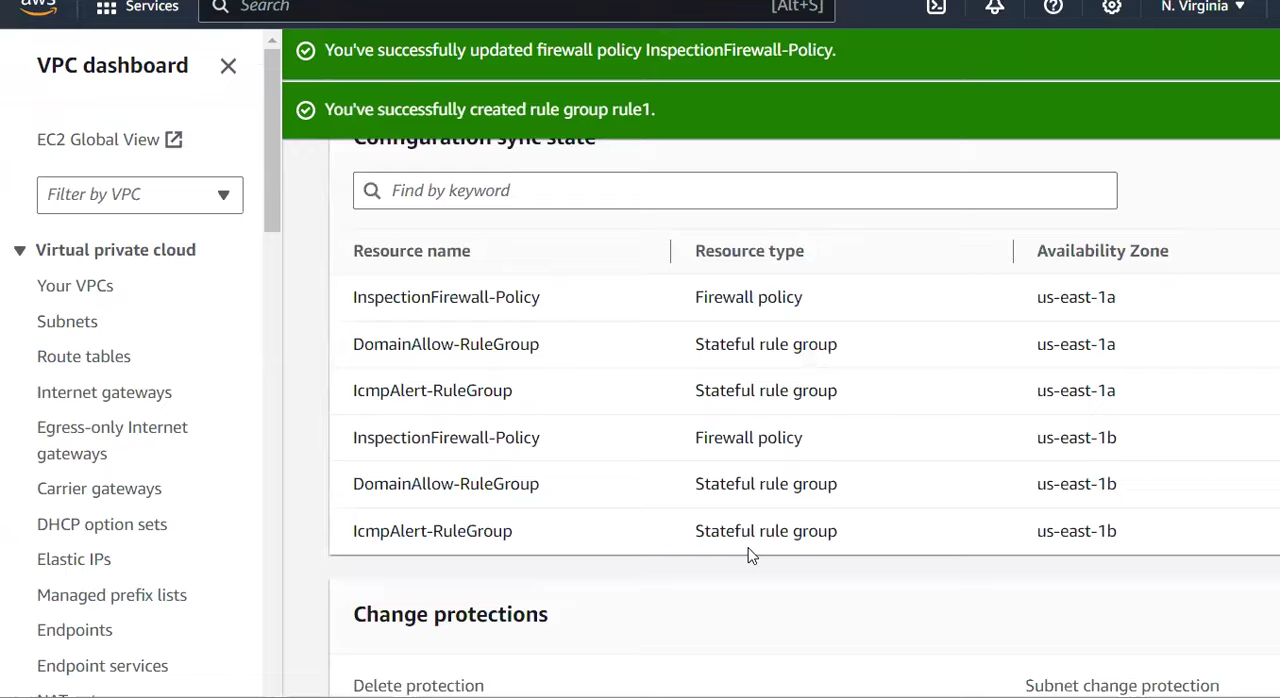 aws
Services
Search
[Alt+S]
N. Virginia
VPC dashboard
EC2 Global View
Filter by VPC
Virtual private cloud
Your VPCs
Subnets
Route tables
Internet gateways
Egress-only Internet
gateways
Carrier gateways
DHCP option sets
Elastic IPs
Managed prefix lists
Endpoints
Endpoint services
You've successfully updated firewall policy InspectionFirewall-Policy.
You've successfully created rule group rule1.
Configuration sync state
Find by keyword
Resource name Resource type Availability Zone
InspectionFirewall-Policy Firewall policy us-east-1a
DomainAllow-RuleGroup Stateful rule group us-east-1a
IcmpAlert-RuleGroup Stateful rule group us-east-1a
InspectionFirewall-Policy Firewall policy us-east-1b
DomainAllow-RuleGroup Stateful rule group us-east-1b
IcmpAlert-RuleGroup Stateful rule group us-east-1b
Change protections
Delete protection Subnet change protection